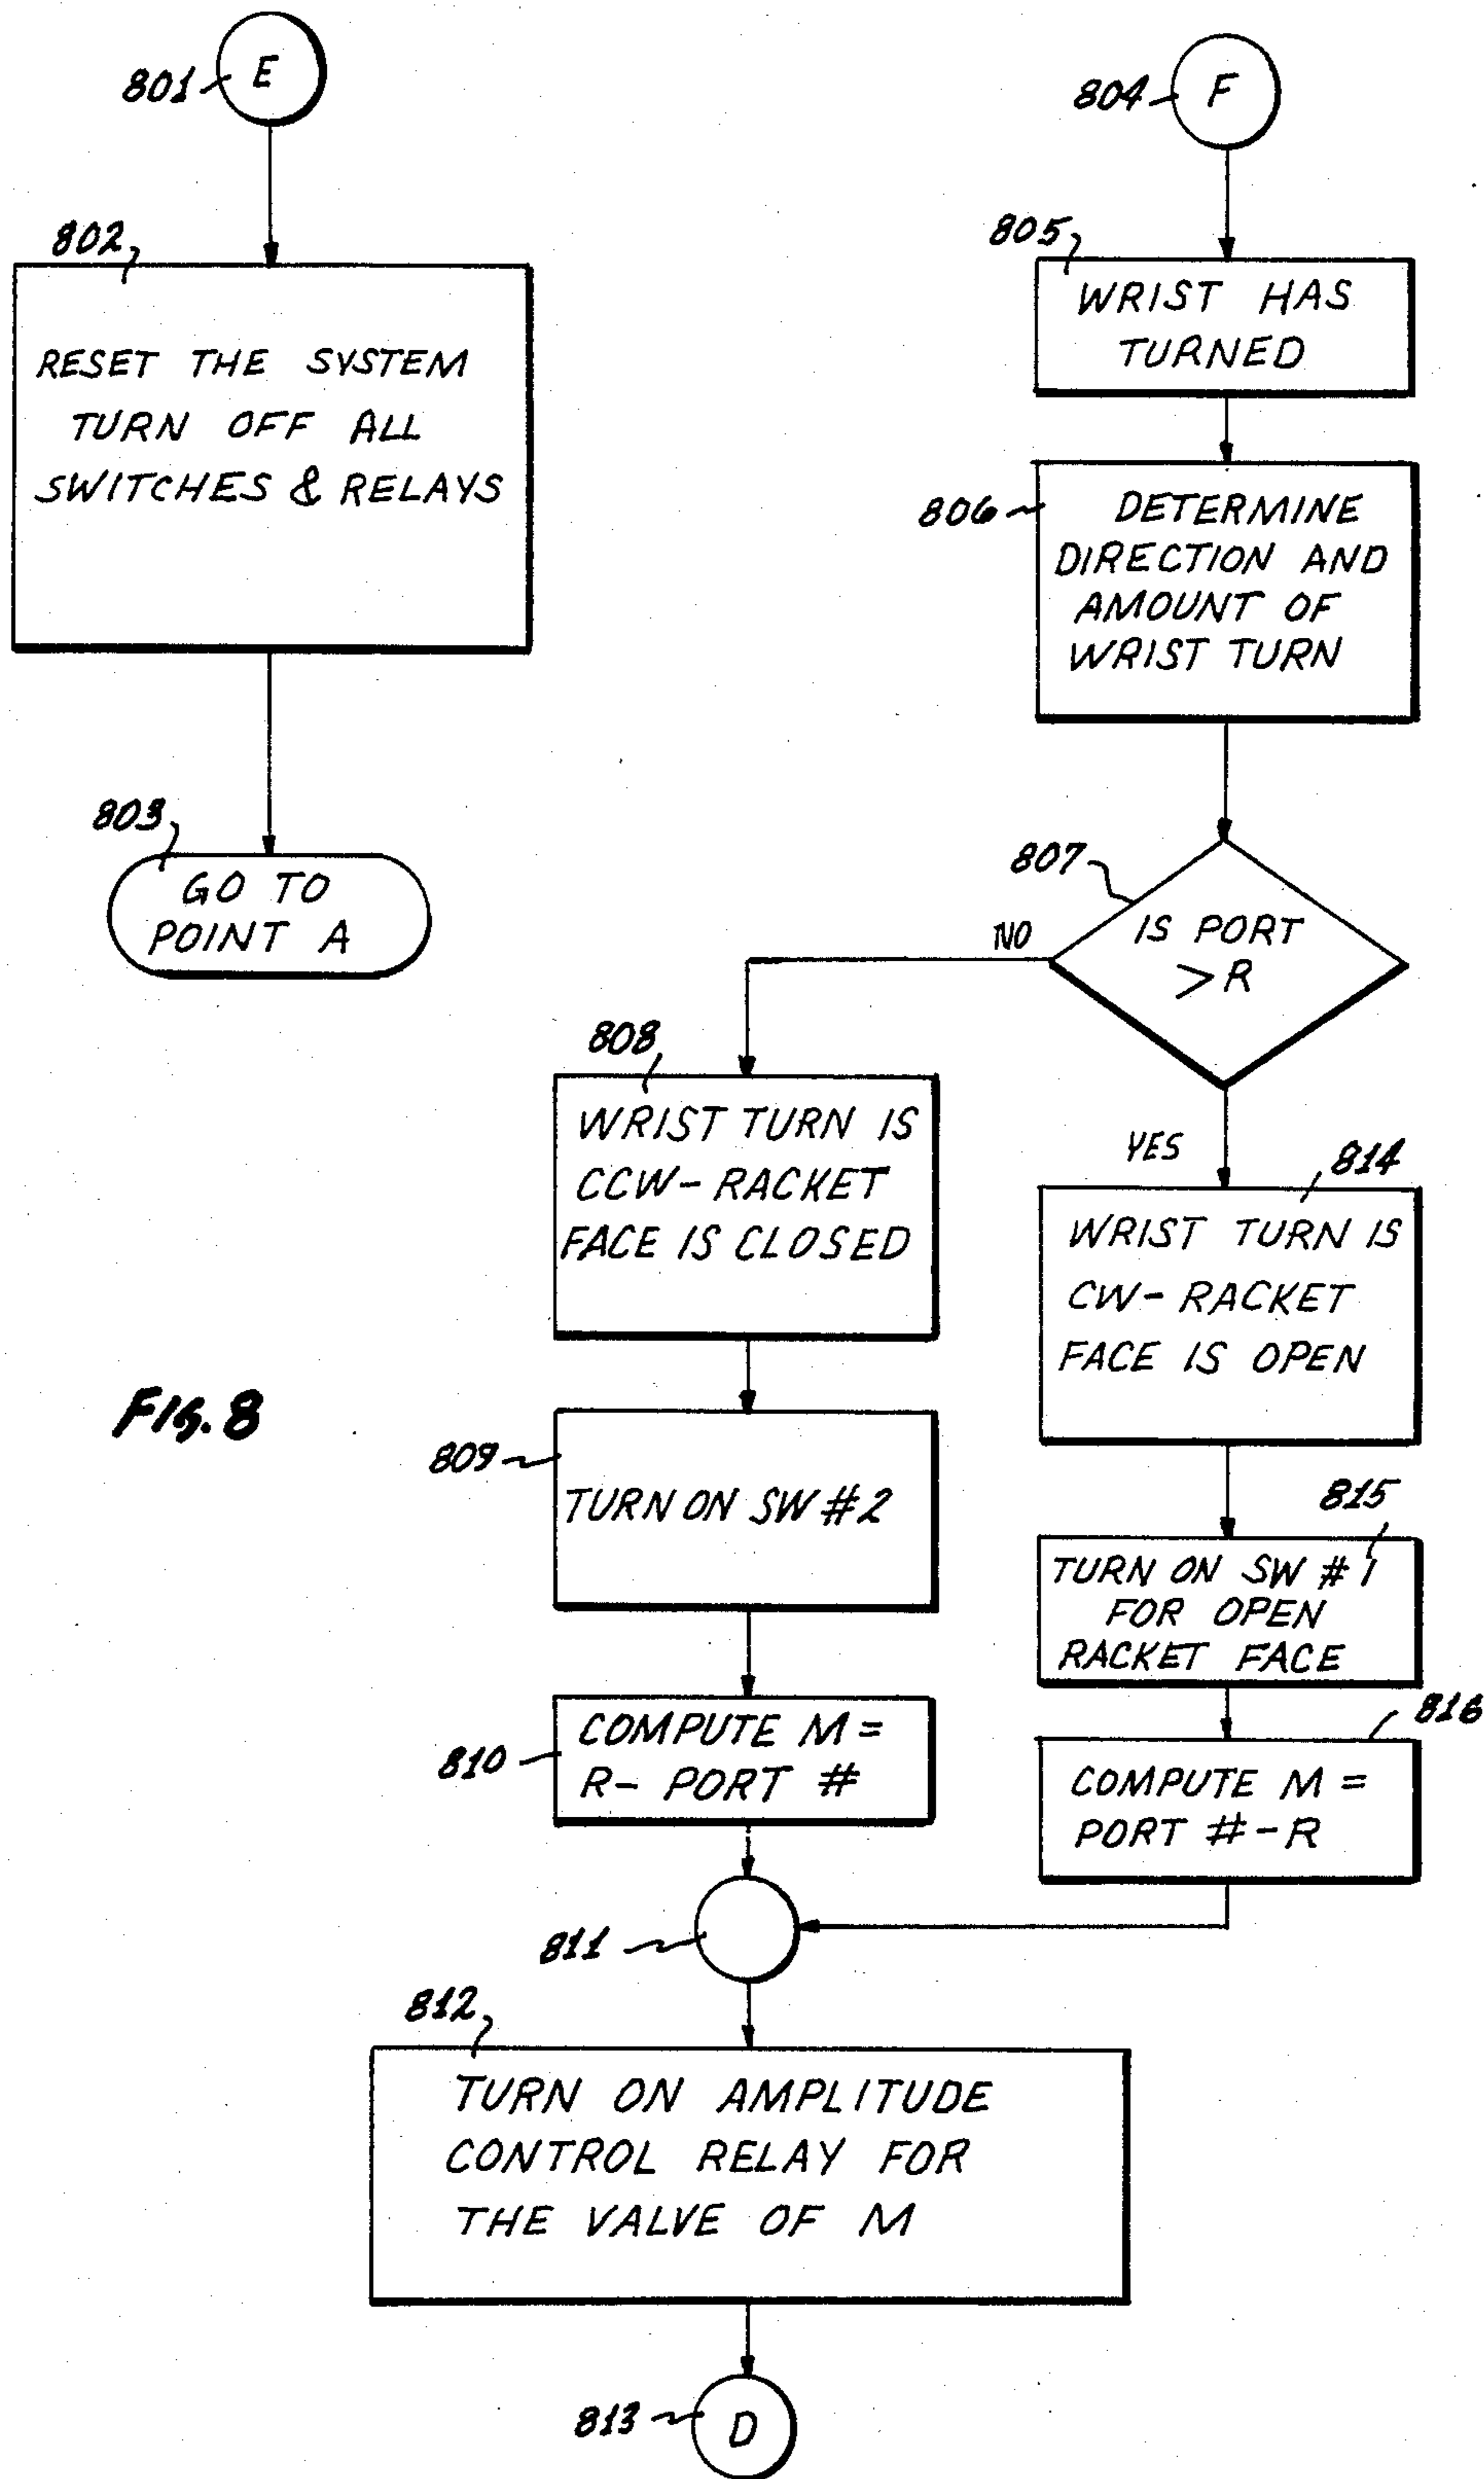 801
E
802
RESET THE SYSTEM
TURN OFF ALL
SWITCHES & RELAYS
803
GO TO
POINT A
804
F
805
WRIST HAS
TURNED
806
DETERMINE
DIRECTION AND
AMOUNT OF
WRIST TURN
807
IS PORT
>R
NO
YES
808
WRIST TURN IS
CCW-RACKET
FACE IS CLOSED
809
TURN ON SW #2
810
COMPUTE M =
R- PORT #
814
WRIST TURN IS
CW- RACKET
FACE IS OPEN
815
TURN ON SW #1
FOR OPEN
RACKET FACE
816
COMPUTE M =
PORT #-R
811
812
TURN ON AMPLITUDE
CONTROL RELAY FOR
THE VALVE OF M
813
D
FIG. 8